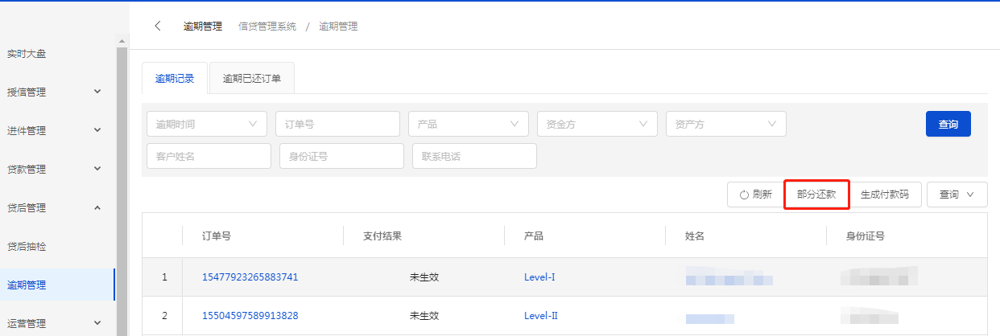 逾期管理 信贷管理系统 / 逾期管理
实时大盘
授信管理
进件管理
贷款管理
贷后管理
贷后抽检
逾期管理
运营管理
逾期记录 逾期已还订单
逾期时间 订单号 产品 资金方 资产方 查询
客户姓名 身份证号 联系电话
刷新 部分还款 生成付款码 查询
订单号 支付结果 产品 姓名 身份证号
1 15477923265883741 未生效 Level-I
2 15504597589913828 未生效 Level-II